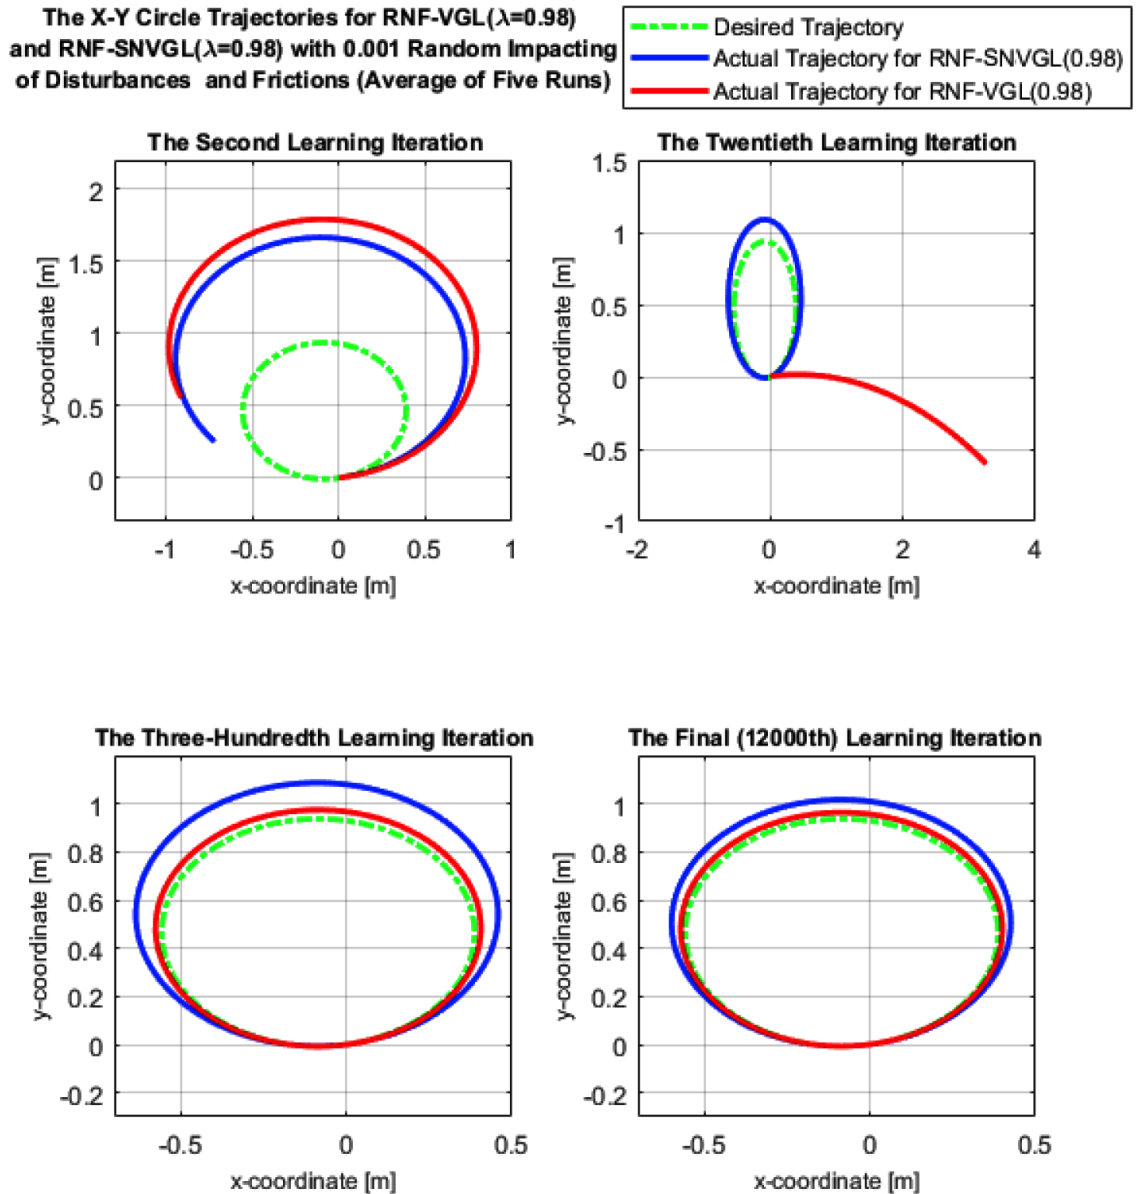 The X-Y Circle Trajectories for RNF-VGL(λ=0.98)
and RNF-SNVGL(λ=0.98) with 0.001 Random Impacting
of Disturbances and Frictions (Average of Five Runs)
Desired Trajectory
Actual Trajectory for RNF-SNVGL(0.98)
Actual Trajectory for RNF-VGL(0.98)
The Second Learning Iteration
2
1.5
1
0.5
0
y-coordinate [m]
-1
-0.5
0
0.5
1
x-coordinate [m]
The Twentieth Learning Iteration
1.5
1
0.5
0
-0.5
-1
y-coordinate [m]
-2
0
2
4
x-coordinate [m]
The Three-Hundredth Learning Iteration
1
0.8
0.6
0.4
0.2
0
-0.2
y-coordinate [m]
-0.5
0
0.5
x-coordinate [m]
The Final (12000th) Learning Iteration
1
0.8
0.6
0.4
0.2
0
-0.2
y-coordinate [m]
-0.5
0
0.5
x-coordinate [m]